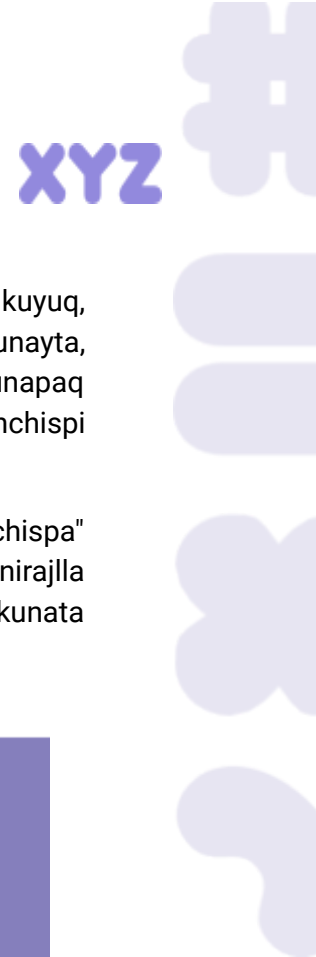 XYZ
kuyuq,
unayta,
unapaq
nchispi
chispa"
nirajlla
kunata